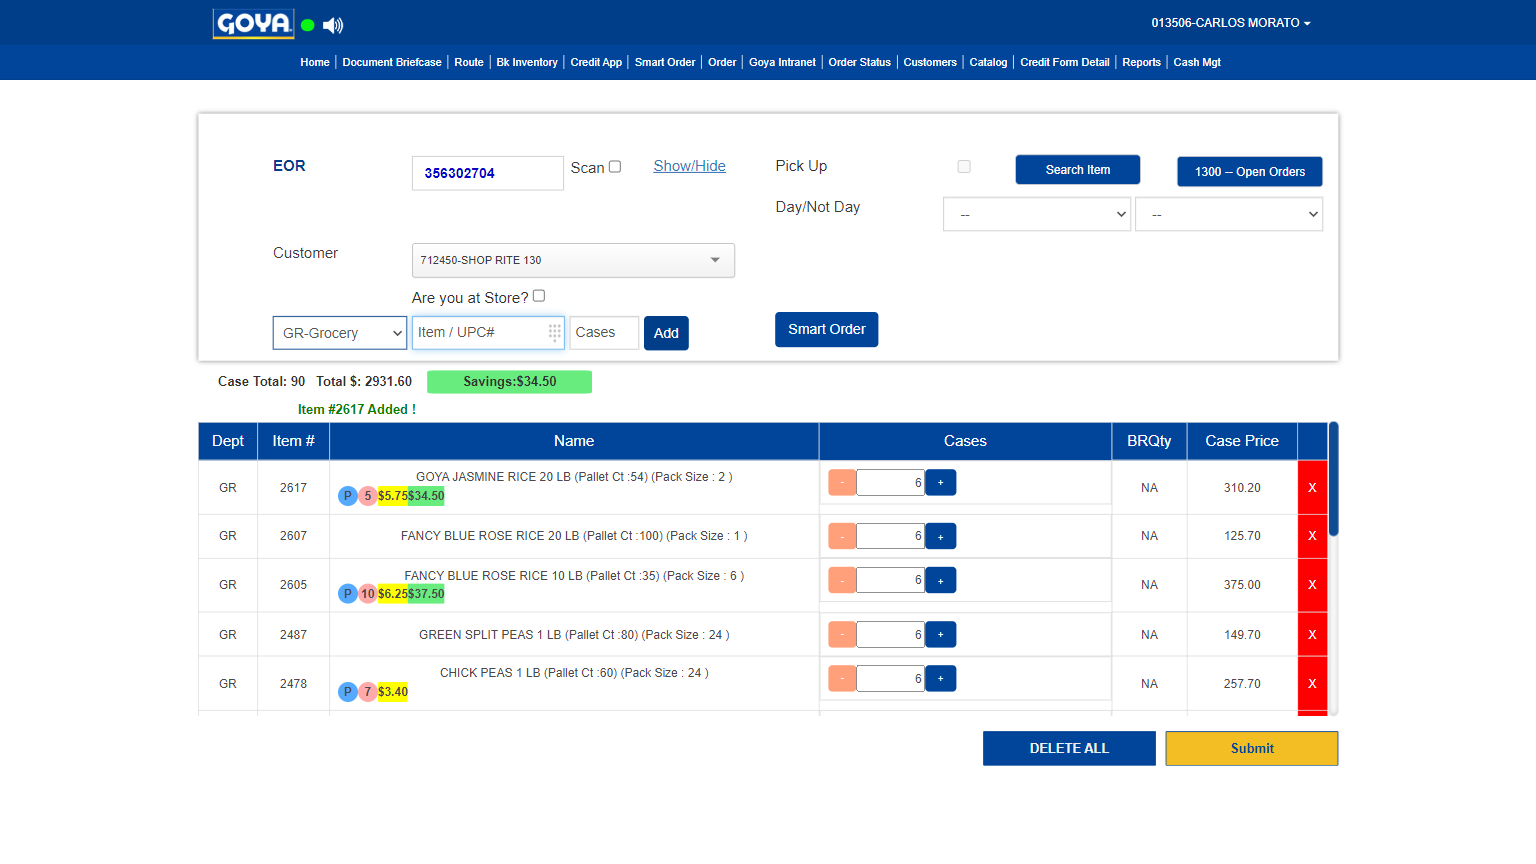 GOYA
013506-CARLOS MORATO
Home | Document Briefcase | Route | Bk Inventory | Credit App | Smart Order | Order | Goya Intranet | Order Status | Customers | Catalog | Credit Form Detail | Reports | Cash Mgt
EOR 356302704 Scan Show/Hide Pick Up Search Item 1300 -- Open Orders
Day/Not Day -- --
Customer 712450-SHOP RITE 130
Are you at Store?
GR-Grocery Item / UPC# Cases Add Smart Order
Case Total: 90 Total $: 2931.60 Savings:$34.50
Item #2617 Added !
Dept Item # Name Cases BRQty Case Price
GR 2617 GOYA JASMINE RICE 20 LB (Pallet Ct :54) (Pack Size : 2 ) - 6 + NA 310.20 X
P 5 $5.75$34.50
GR 2607 FANCY BLUE ROSE RICE 20 LB (Pallet Ct :100) (Pack Size : 1 ) - 6 + NA 125.70 X
GR 2605 FANCY BLUE ROSE RICE 10 LB (Pallet Ct :35) (Pack Size : 6 ) - 6 + NA 375.00 X
P 10 $6.25$37.50
GR 2487 GREEN SPLIT PEAS 1 LB (Pallet Ct :80) (Pack Size : 24 ) - 6 + NA 149.70 X
GR 2478 CHICK PEAS 1 LB (Pallet Ct :60) (Pack Size : 24 ) - 6 + NA 257.70 X
P 7 $3.40
DELETE ALL Submit